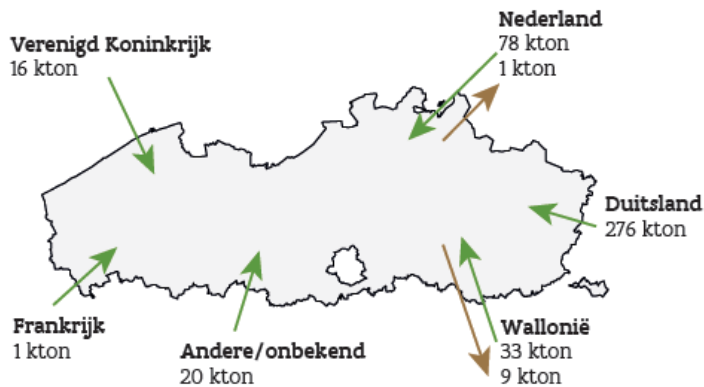 Nederland
78 kton
1 kton
Verenigd Koninkrijk
16 kton
Duitsland
276 kton
Frankrijk
1 kton
Andere/onbekend
20 kton
Wallonië
33 kton
9 kton